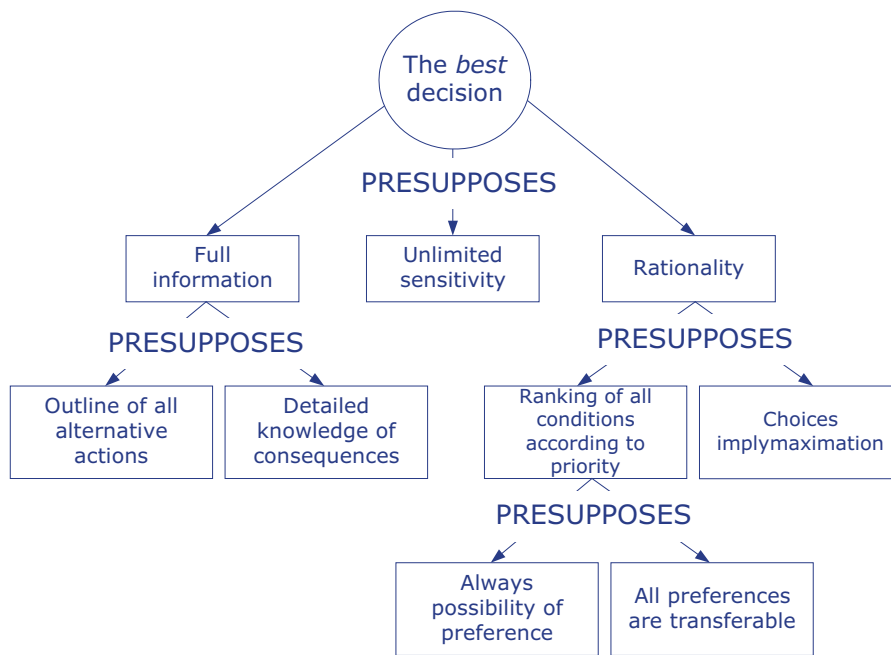 The best
decision
PRESUPPOSES
Full
information
Unlimited
sensitivity
Rationality
PRESUPPOSES
PRESUPPOSES
Outline of all
alternative
actions
Detailed
knowledge of
consequences
Ranking of all
conditions
according to
priority
Choices
implymaximation
PRESUPPOSES
Always
possibility of
preference
All preferences
are transferable